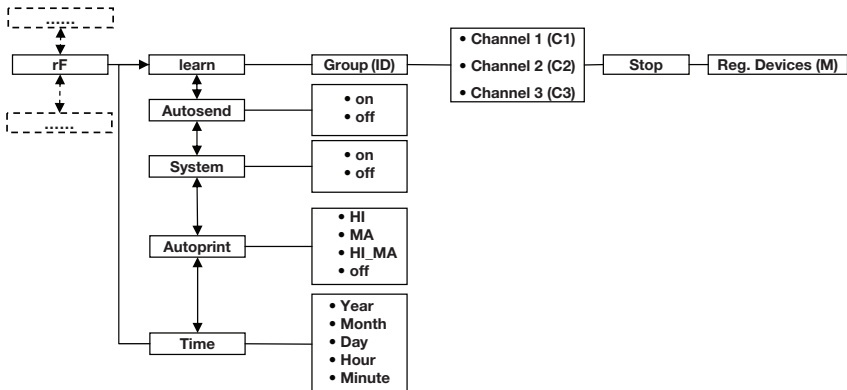 ......
rF
......
learn
Group (ID)
• Channel 1 (C1)
• Channel 2 (C2)
• Channel 3 (C3)
Stop
Reg. Devices (M)
Autosend
• on
• off
System
• on
• off
Autoprint
• HI
• MA
• HI_MA
• off
Time
• Year
• Month
• Day
• Hour
• Minute